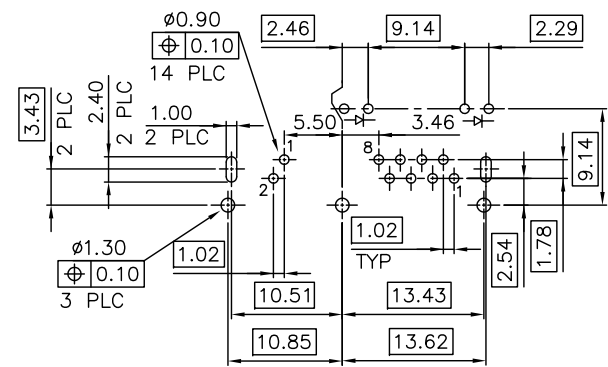 ø0.90
⌖ 0.10
14 PLC
2.46
9.14
2.29
3.43
2 PLC
2.40
2 PLC
1.00
2 PLC
5.50
3.46
1
8
2
1
9.14
ø1.30
⌖ 0.10
3 PLC
1.02
1.02
TYP
2.54
1.78
10.51
13.43
10.85
13.62